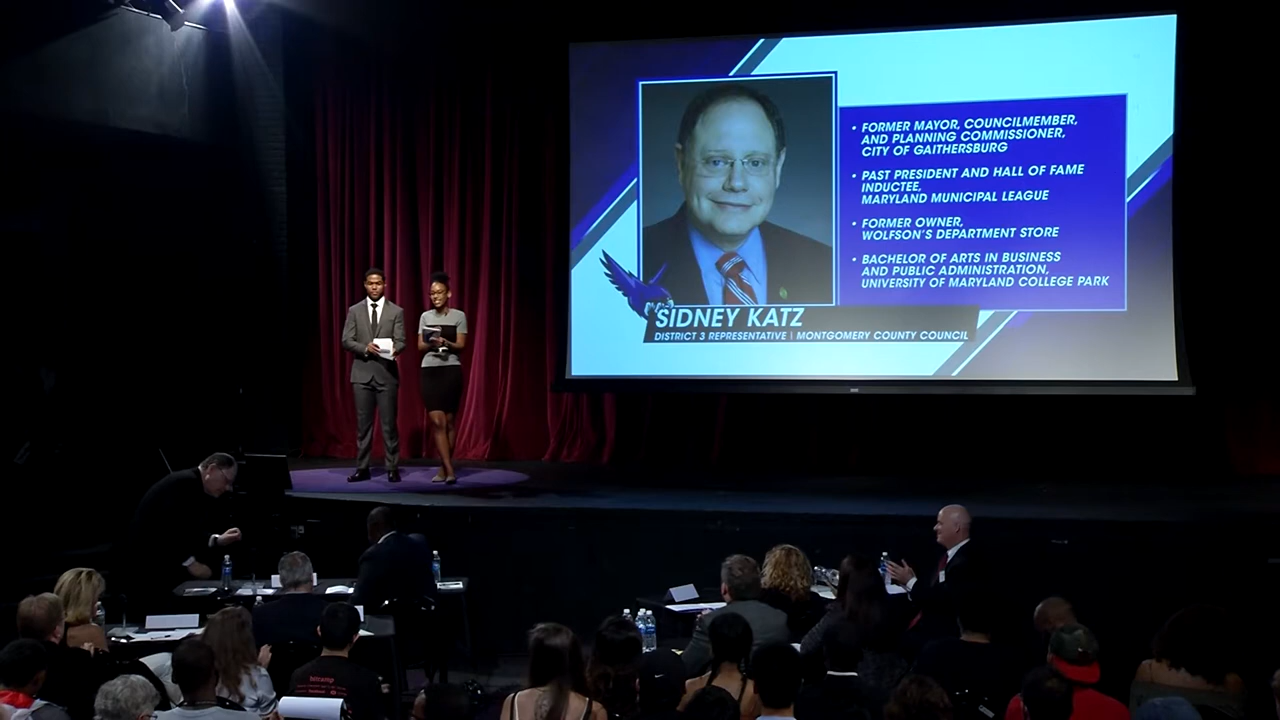 • FORMER MAYOR, COUNCILMEMBER,
AND PLANNING COMMISSIONER,
CITY OF GAITHERSBURG
• PAST PRESIDENT AND HALL OF FAME
INDUCTEE,
MARYLAND MUNICIPAL LEAGUE
• FORMER OWNER,
WOLFSON'S DEPARTMENT STORE
• BACHELOR OF ARTS IN BUSINESS
AND PUBLIC ADMINISTRATION,
UNIVERSITY OF MARYLAND COLLEGE PARK
SIDNEY KATZ
DISTRICT 3 REPRESENTATIVE | MONTGOMERY COUNTY COUNCIL
bitcamp